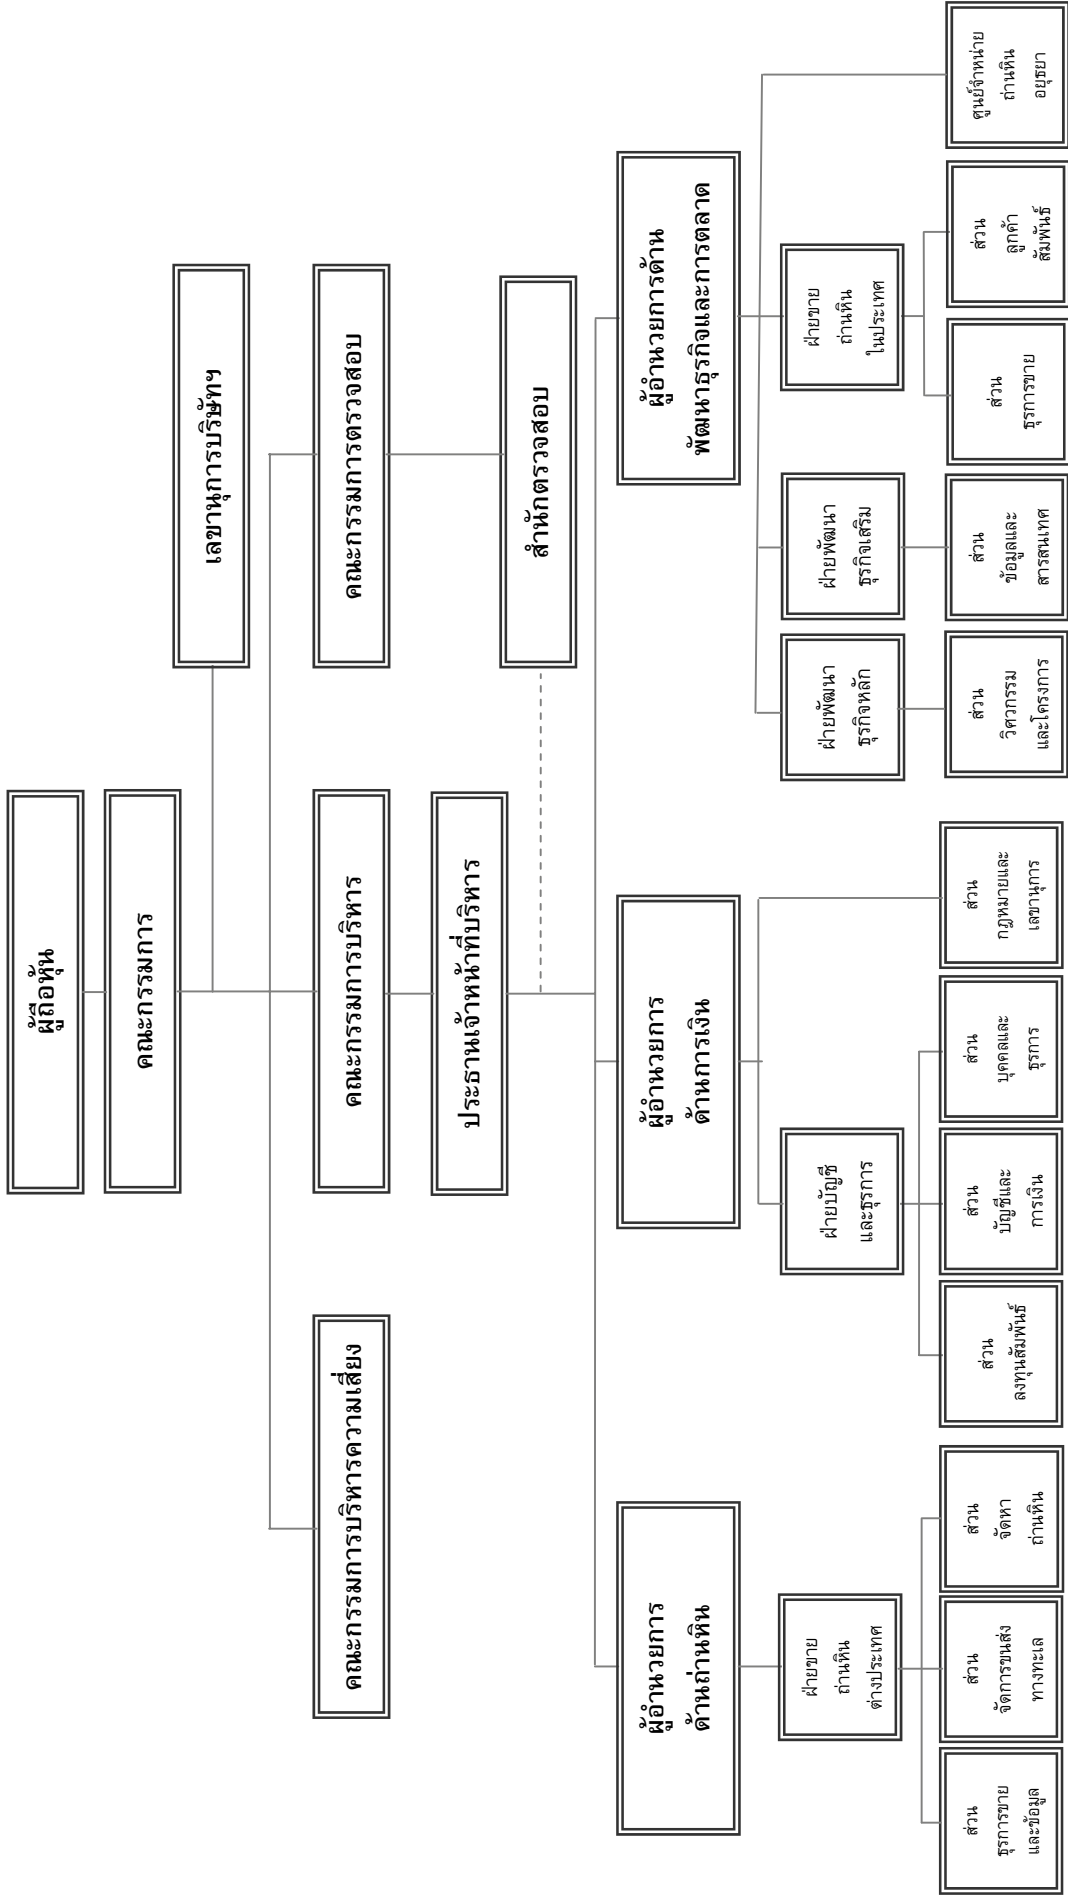 ผู้ถือหุ้น
คณะกรรมการ
เลขานุการบริษัทฯ
คณะกรรมการบริหารความเสี่ยง
คณะกรรมการบริหาร
คณะกรรมการตรวจสอบ
ประธานเจ้าหน้าที่บริหาร
สำนักตรวจสอบ
ผู้อำนวยการ
ด้านถ่านหิน
ผู้อำนวยการ
ด้านการเงิน
ผู้อำนวยการด้าน
พัฒนาธุรกิจและการตลาด
ฝ่ายขาย
ถ่านหิน
ต่างประเทศ
ฝ่ายบัญชี
และธุรการ
ฝ่ายพัฒนา
ธุรกิจหลัก
ฝ่ายพัฒนา
ธุรกิจเสริม
ฝ่ายขาย
ถ่านหิน
ในประเทศ
ส่วน
ธุรการขาย
และข้อมูล
ส่วน
จัดการขนส่ง
ทางทะเล
ส่วน
จัดหา
ถ่านหิน
ส่วน
ลงทุนสัมพันธ์
ส่วน
บัญชีและ
การเงิน
ส่วน
บุคคลและ
ธุรการ
ส่วน
กฎหมายและ
เลขานุการ
ส่วน
วิศวกรรม
และโครงการ
ส่วน
ข้อมูลและ
สารสนเทศ
ส่วน
ธุรการขาย
ส่วน
ลูกค้า
สัมพันธ์
ศูนย์จำหน่าย
ถ่านหิน
อยุธยา